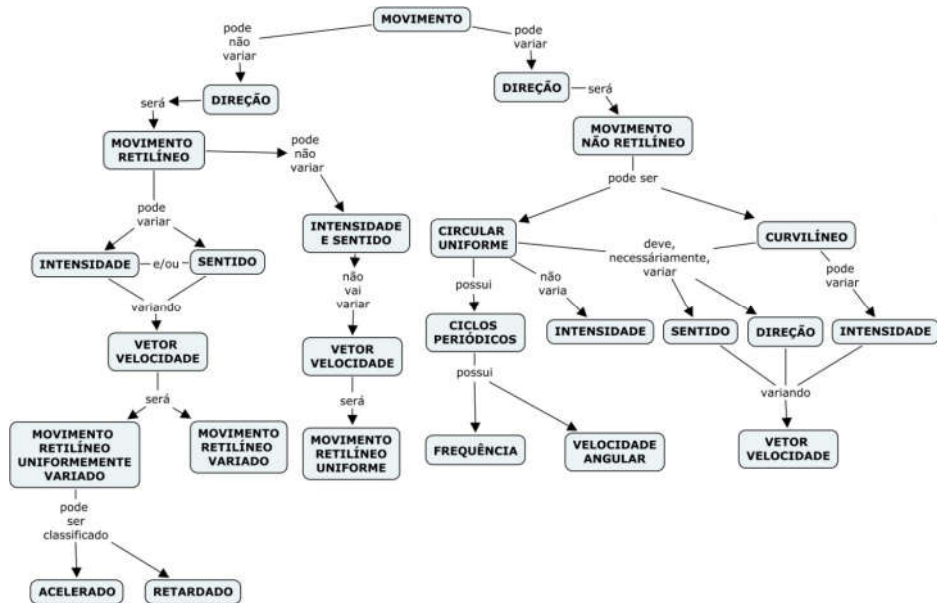 MOVIMENTO
pode
não
variar
pode
variar
DIREÇÃO
DIREÇÃO
será
será
MOVIMENTO
RETILÍNEO
pode
não
variar
MOVIMENTO
NÃO RETILÍNEO
pode ser
pode
variar
INTENSIDADE
E SENTIDO
CIRCULAR
UNIFORME
CURVILÍNEO
INTENSIDADE
e/ou
SENTIDO
deve,
necessáriamente,
variar
não
vai
variar
possui
não
varia
pode
variar
variando
CICLOS
PERIÓDICOS
INTENSIDADE
SENTIDO
DIREÇÃO
INTENSIDADE
VETOR
VELOCIDADE
VETOR
VELOCIDADE
possui
variando
será
será
MOVIMENTO
RETILÍNEO
UNIFORMEMENTE
VARIADO
MOVIMENTO
RETILÍNEO
VARIADO
MOVIMENTO
RETILÍNEO
UNIFORME
FREQUÊNCIA
VELOCIDADE
ANGULAR
VETOR
VELOCIDADE
pode
ser
classificado
ACELERADO
RETARDADO